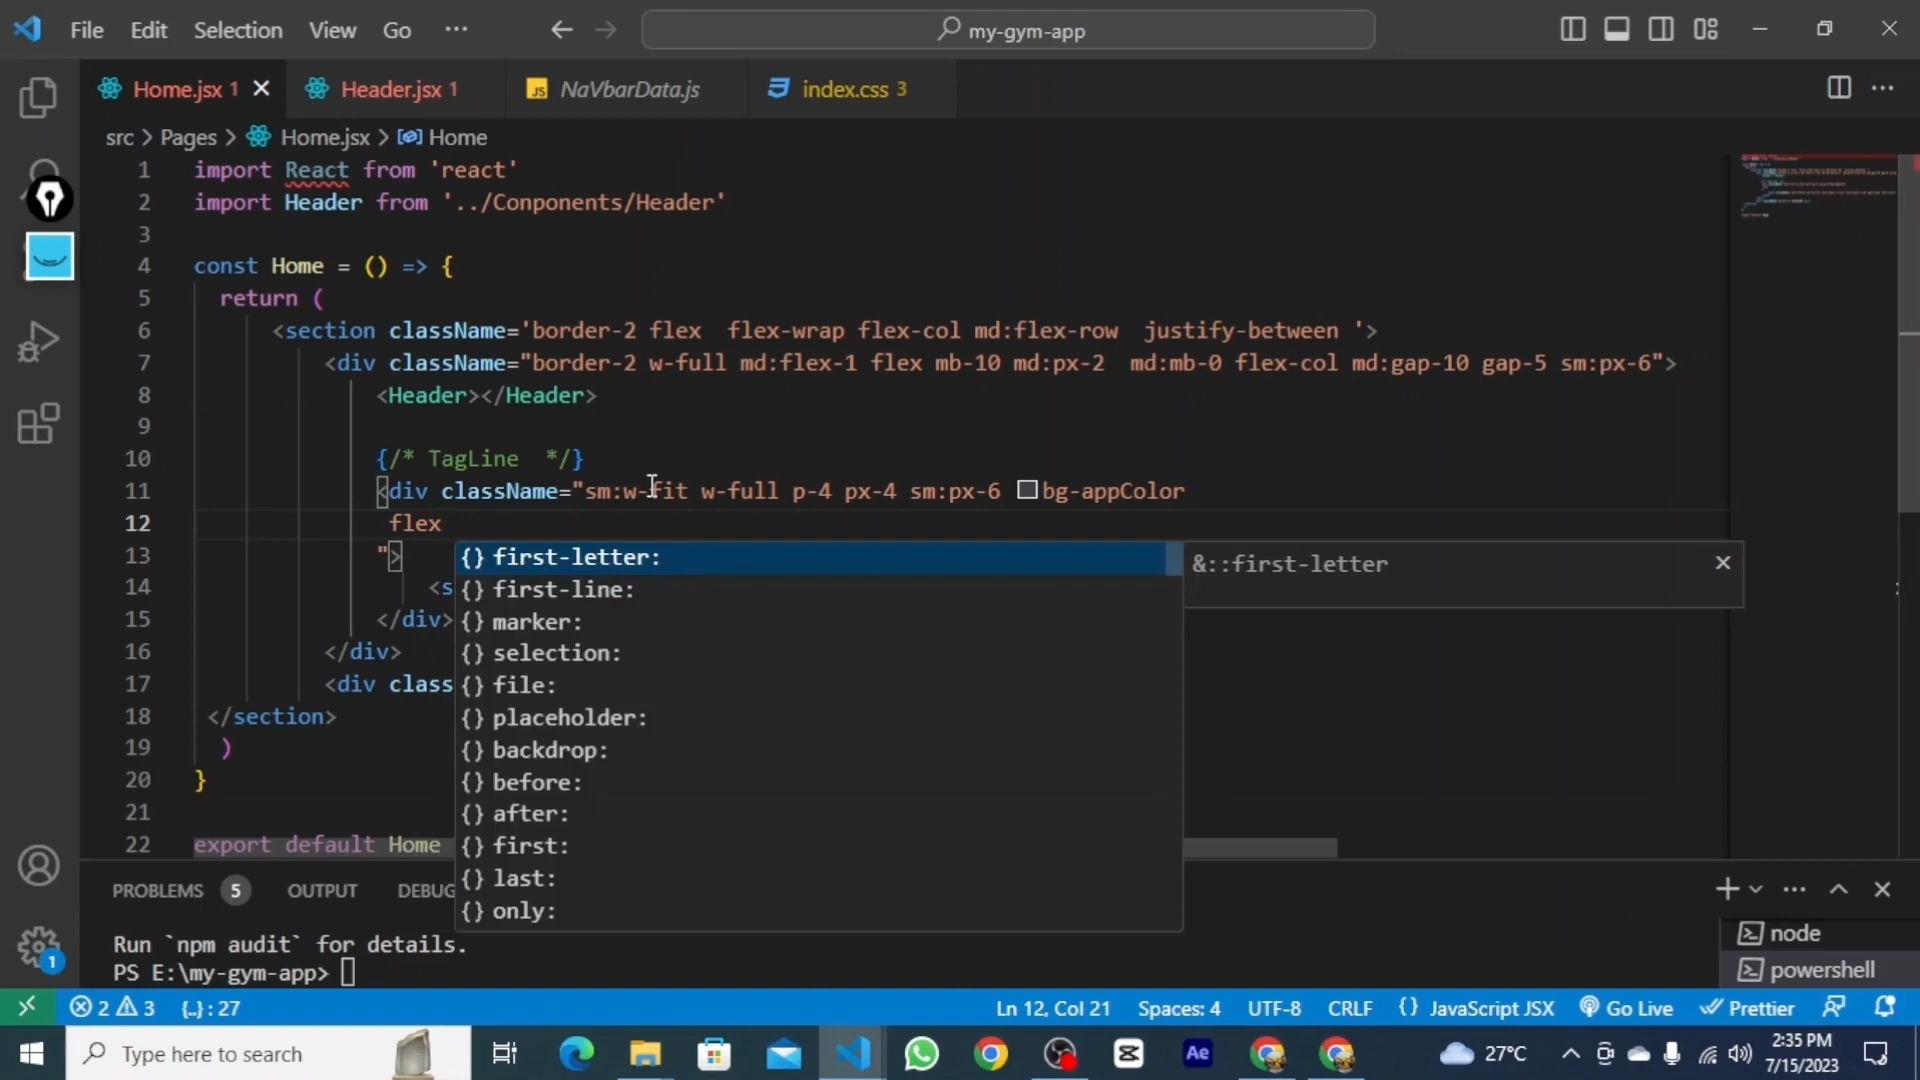 File Edit Selection View Go ··· my-gym-app
Home.jsx 1 Header.jsx 1 JS NaVbarData.js index.css 3
src > Pages > Home.jsx > Home
1 import React from 'react'
2 import Header from '../Conponents/Header'
3
4 const Home = () => {
5 return (
6 <section className='border-2 flex  flex-wrap flex-col md:flex-row  justify-between '>
7 <div className="border-2 w-full md:flex-1 flex mb-10 md:px-2  md:mb-0 flex-col md:gap-10 gap-5 sm:px-6">
8 <Header></Header>
9
10 {/* TagLine  */}
11 <div className="sm:w-fit w-full p-4 px-4 sm:px-6 bg-appColor
12 flex
13 ">
14 <s
15 </div>
16 </div>
17 <div class
18 </section>
19 )
20 }
21
22 export default Home
{} first-letter: &::first-letter
{} first-line:
{} marker:
{} selection:
{} file:
{} placeholder:
{} backdrop:
{} before:
{} after:
{} first:
{} last:
{} only:
PROBLEMS 5 OUTPUT DEBUG
Run `npm audit` for details.
PS E:\my-gym-app>
node
powershell
1
2 3 {..} : 27 Ln 12, Col 21 Spaces: 4 UTF-8 CRLF {} JavaScript JSX Go Live Prettier
Type here to search Ae 27°C 2:35 PM
7/15/2023